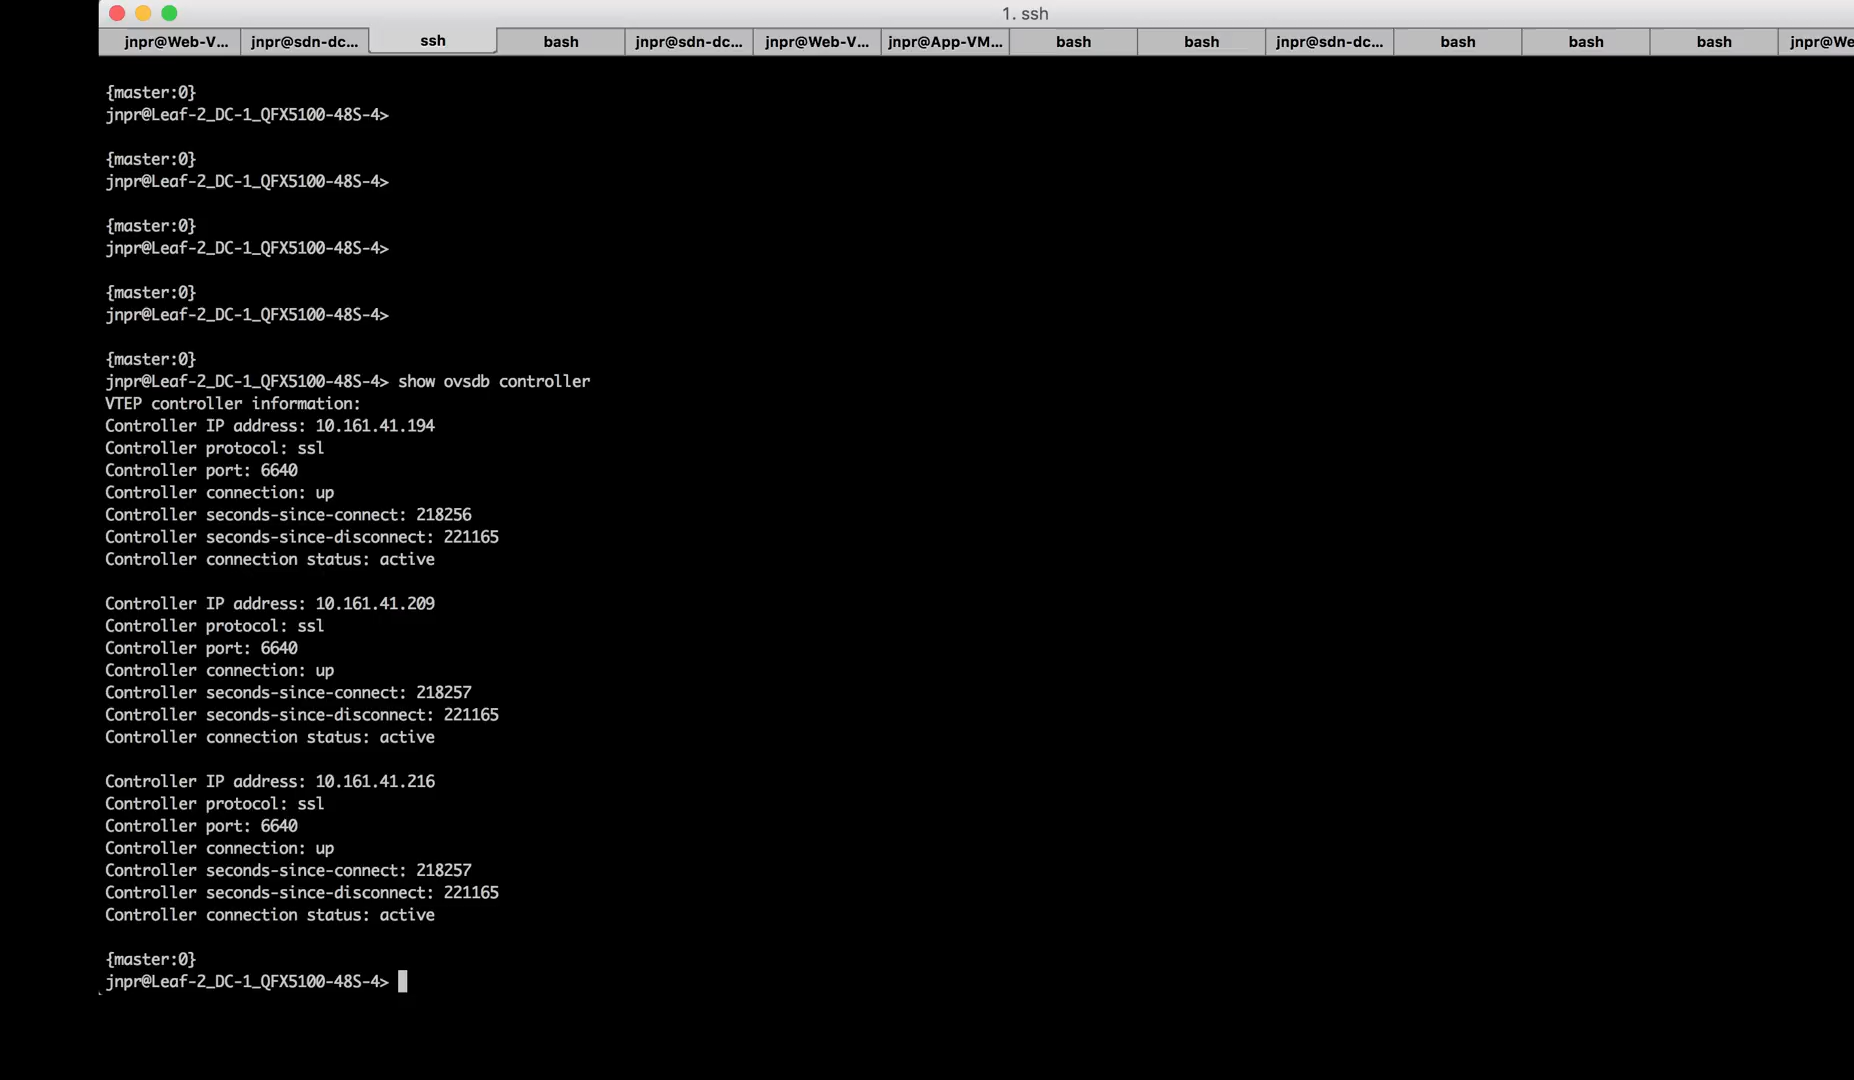 1. ssh
jnpr@Web-V... jnpr@sdn-dc... ssh bash jnpr@sdn-dc... jnpr@Web-V... jnpr@App-VM... bash bash jnpr@sdn-dc... bash bash bash jnpr@We
{master:0}
jnpr@Leaf-2_DC-1_QFX5100-48S-4>
{master:0}
jnpr@Leaf-2_DC-1_QFX5100-48S-4>
{master:0}
jnpr@Leaf-2_DC-1_QFX5100-48S-4>
{master:0}
jnpr@Leaf-2_DC-1_QFX5100-48S-4>
{master:0}
jnpr@Leaf-2_DC-1_QFX5100-48S-4> show ovsdb controller
VTEP controller information:
Controller IP address: 10.161.41.194
Controller protocol: ssl
Controller port: 6640
Controller connection: up
Controller seconds-since-connect: 218256
Controller seconds-since-disconnect: 221165
Controller connection status: active
Controller IP address: 10.161.41.209
Controller protocol: ssl
Controller port: 6640
Controller connection: up
Controller seconds-since-connect: 218257
Controller seconds-since-disconnect: 221165
Controller connection status: active
Controller IP address: 10.161.41.216
Controller protocol: ssl
Controller port: 6640
Controller connection: up
Controller seconds-since-connect: 218257
Controller seconds-since-disconnect: 221165
Controller connection status: active
{master:0}
jnpr@Leaf-2_DC-1_QFX5100-48S-4>